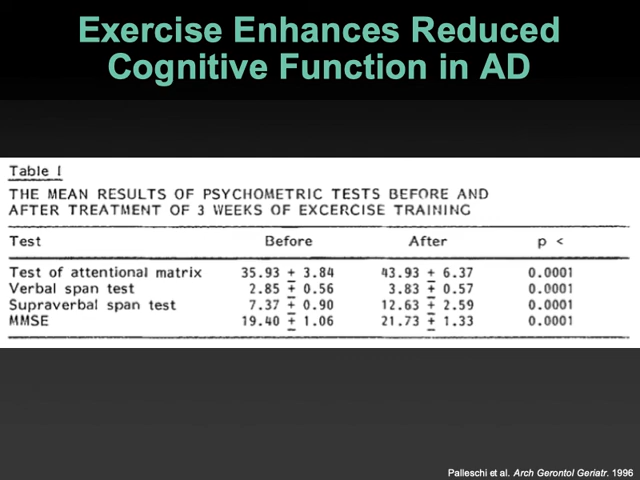 Exercise Enhances Reduced
Cognitive Function in AD
Table I
THE MEAN RESULTS OF PSYCHOMETRIC TESTS BEFORE AND
AFTER TREATMENT OF 3 WEEKS OF EXCERCISE TRAINING
Test Before After p <
Test of attentional matrix 35.93 ± 3.84 43.93 ± 6.37 0.0001
Verbal span test 2.85 ± 0.56 3.83 ± 0.57 0.0001
Supraverbal span test 7.37 ± 0.90 12.63 ± 2.59 0.0001
MMSE 19.40 ± 1.06 21.73 ± 1.33 0.0001
Palleschi et al. Arch Gerontol Geriatr. 1996